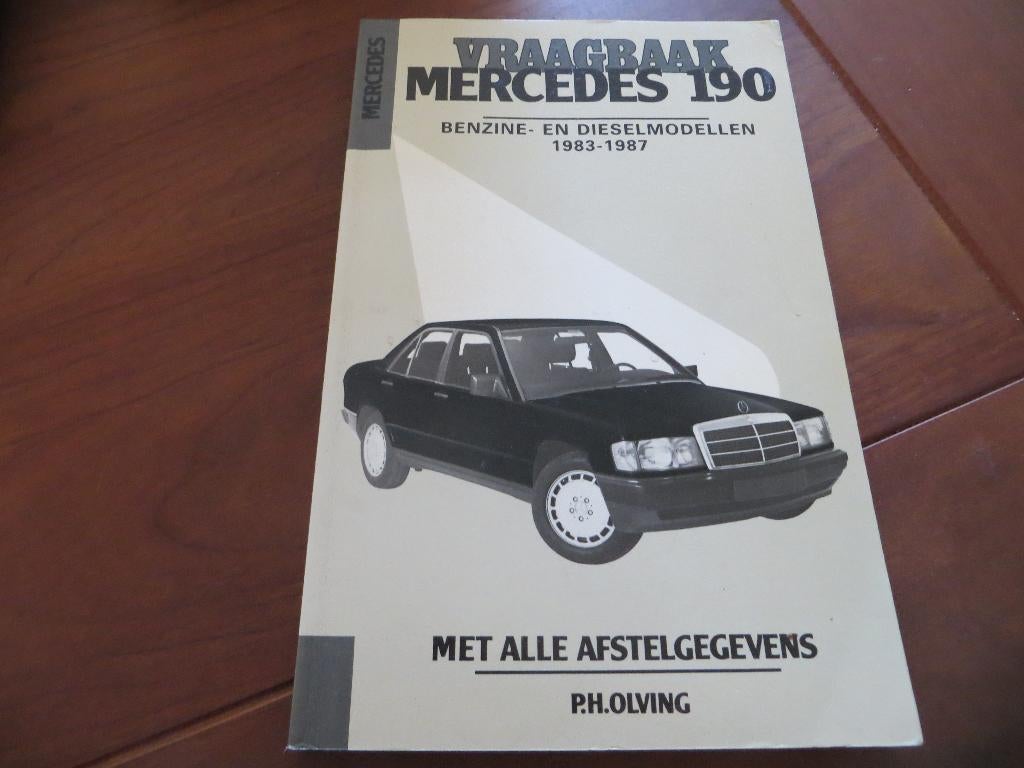 MERCEDES
VRAAGBAAK
MERCEDES 190
BENZINE- EN DIESELMODELLEN
1983-1987
MET ALLE AFSTELGEGEVENS
P.H.OLVING